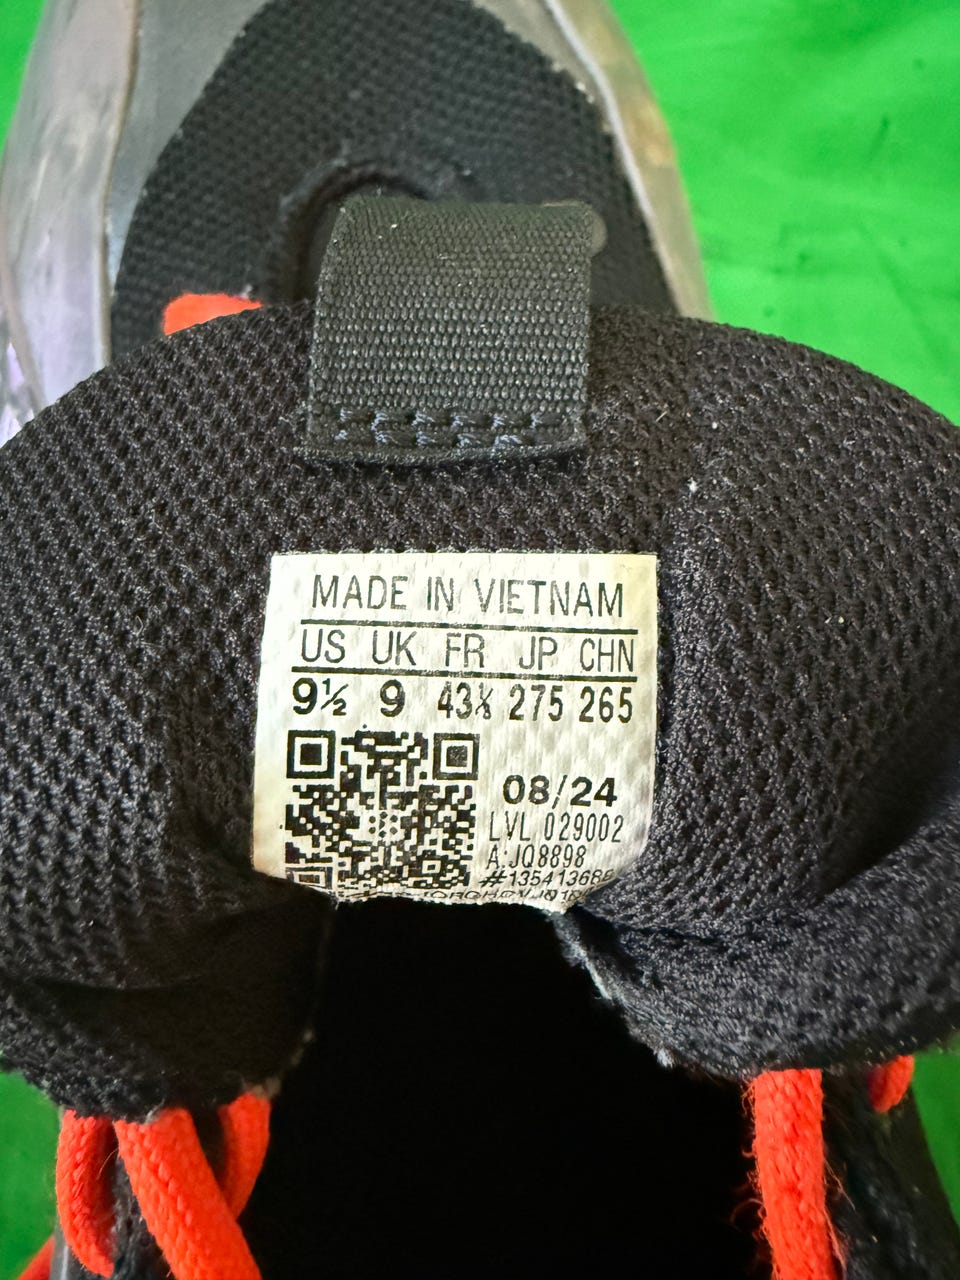 MADE IN VIETNAM
US UK FR JP CHN
9½ 9 43⅓ 275 265
08/24
LVL 029002
A:JQ8898